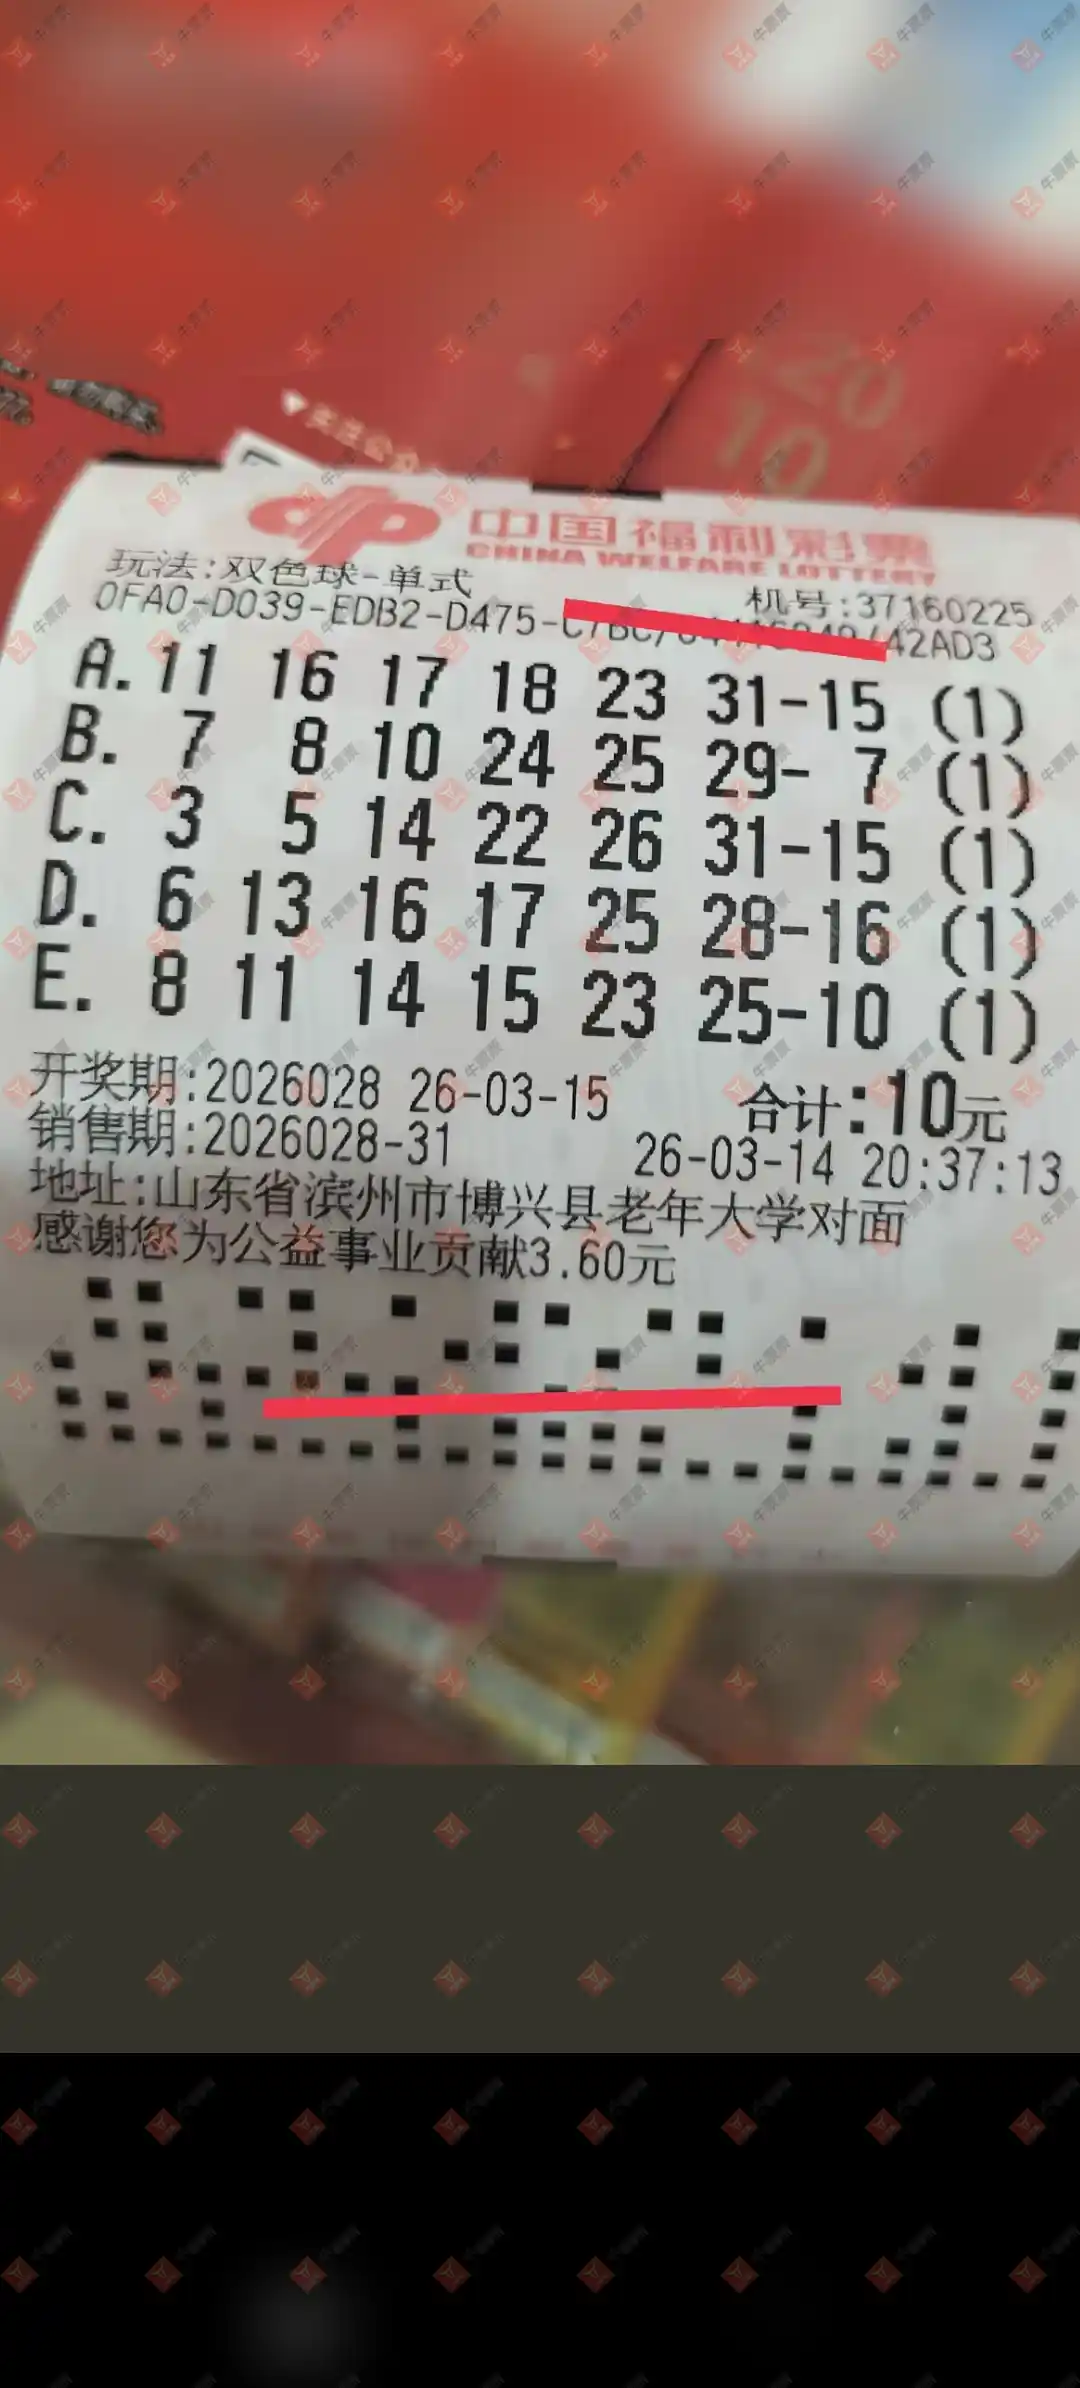 中国福利彩票
CHINA WELFARE LOTTERY
玩法:双色球-单式
机号:37160225
0FA0-D039-EDB2-D475- 42AD3
A. 11 16 17 18 23 31-15 (1)
B. 7 8 10 24 25 29- 7 (1)
C. 3 5 14 22 26 31-15 (1)
D. 6 13 16 17 25 28-16 (1)
E. 8 11 14 15 23 25-10 (1)
开奖期:2026028 26-03-15 合计:10元
销售期:2026028-31 26-03-14 20:37:13
地址:山东省滨州市博兴县老年大学对面
感谢您为公益事业贡献3.60元
20
10
牛票票